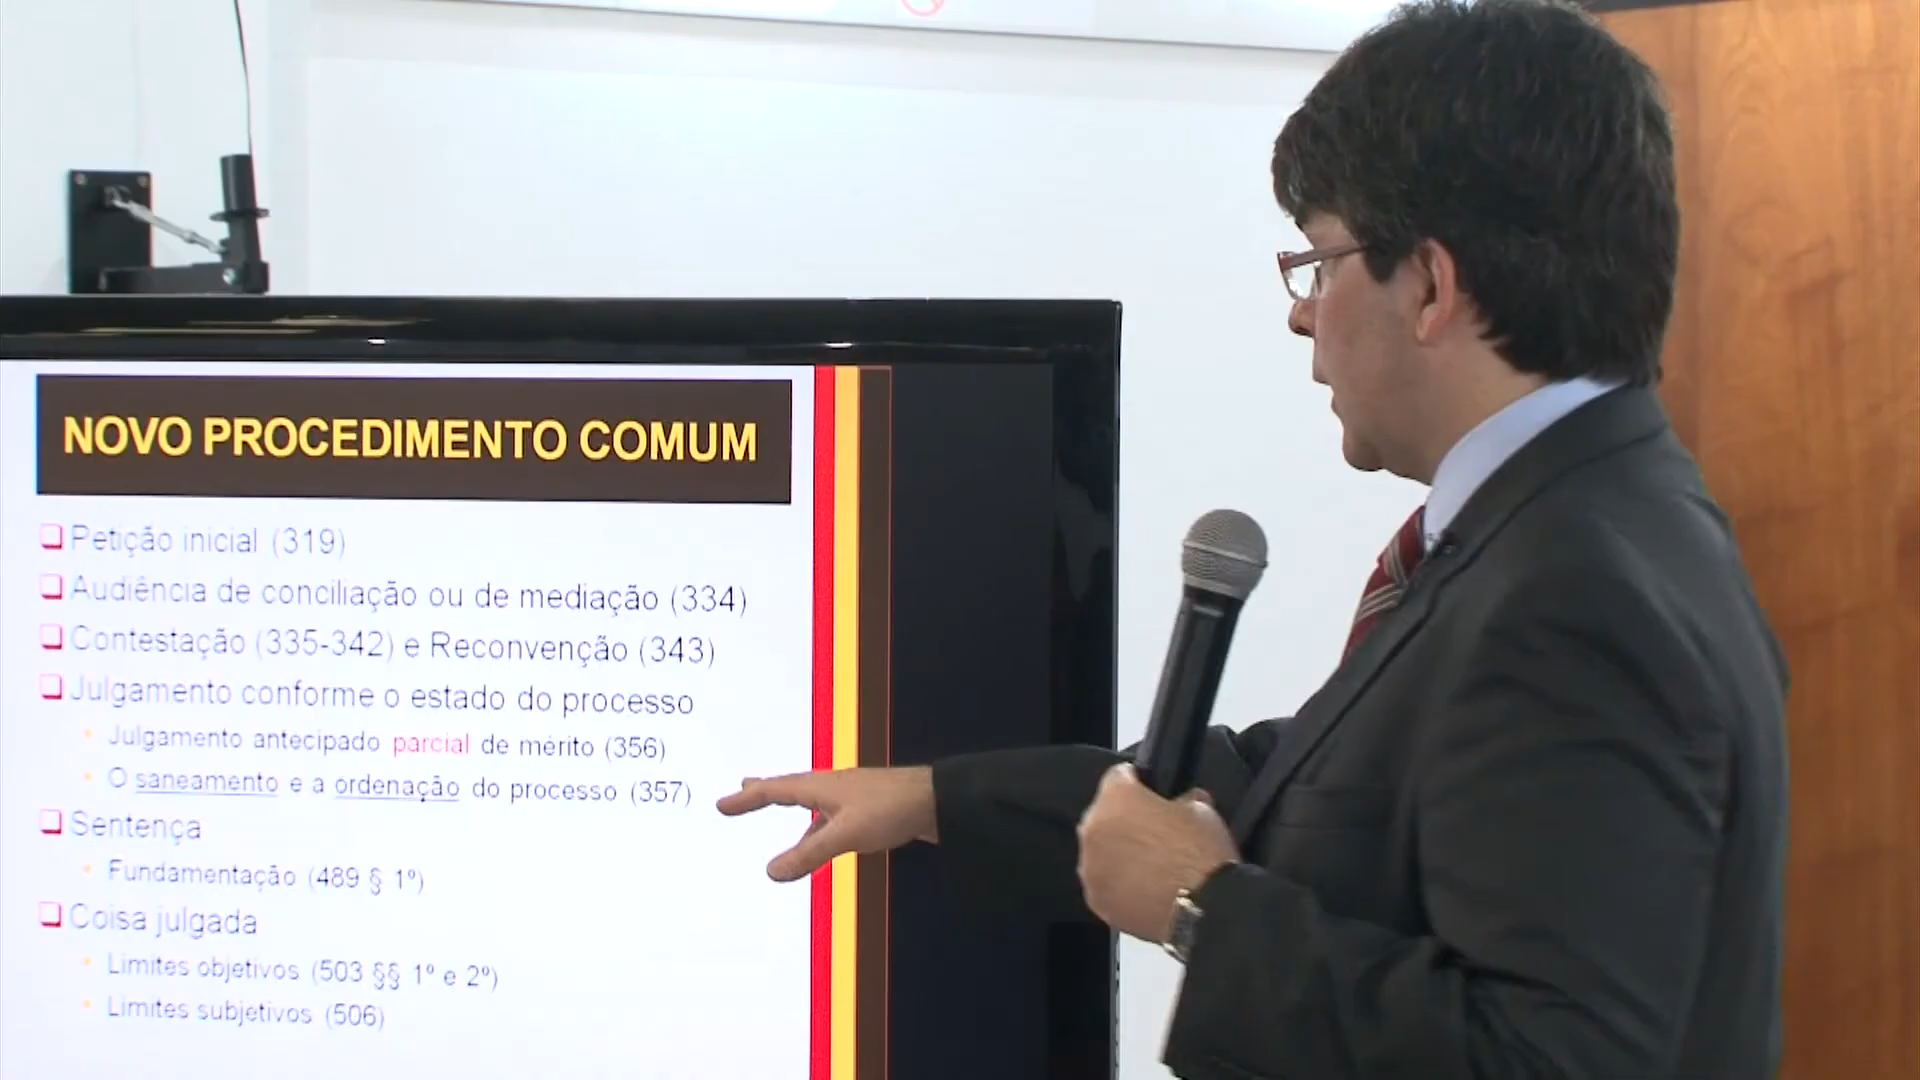 NOVO PROCEDIMENTO COMUM
Petição inicial (319)
Audiência de conciliação ou de mediação (334)
Contestação (335-342) e Reconvenção (343)
Julgamento conforme o estado do processo
Julgamento antecipado parcial de mérito (356)
O saneamento e a ordenação do processo (357)
Sentença
Fundamentação (489 § 1º)
Coisa julgada
Limites objetivos (503 §§ 1º e 2º)
Limites subjetivos (506)